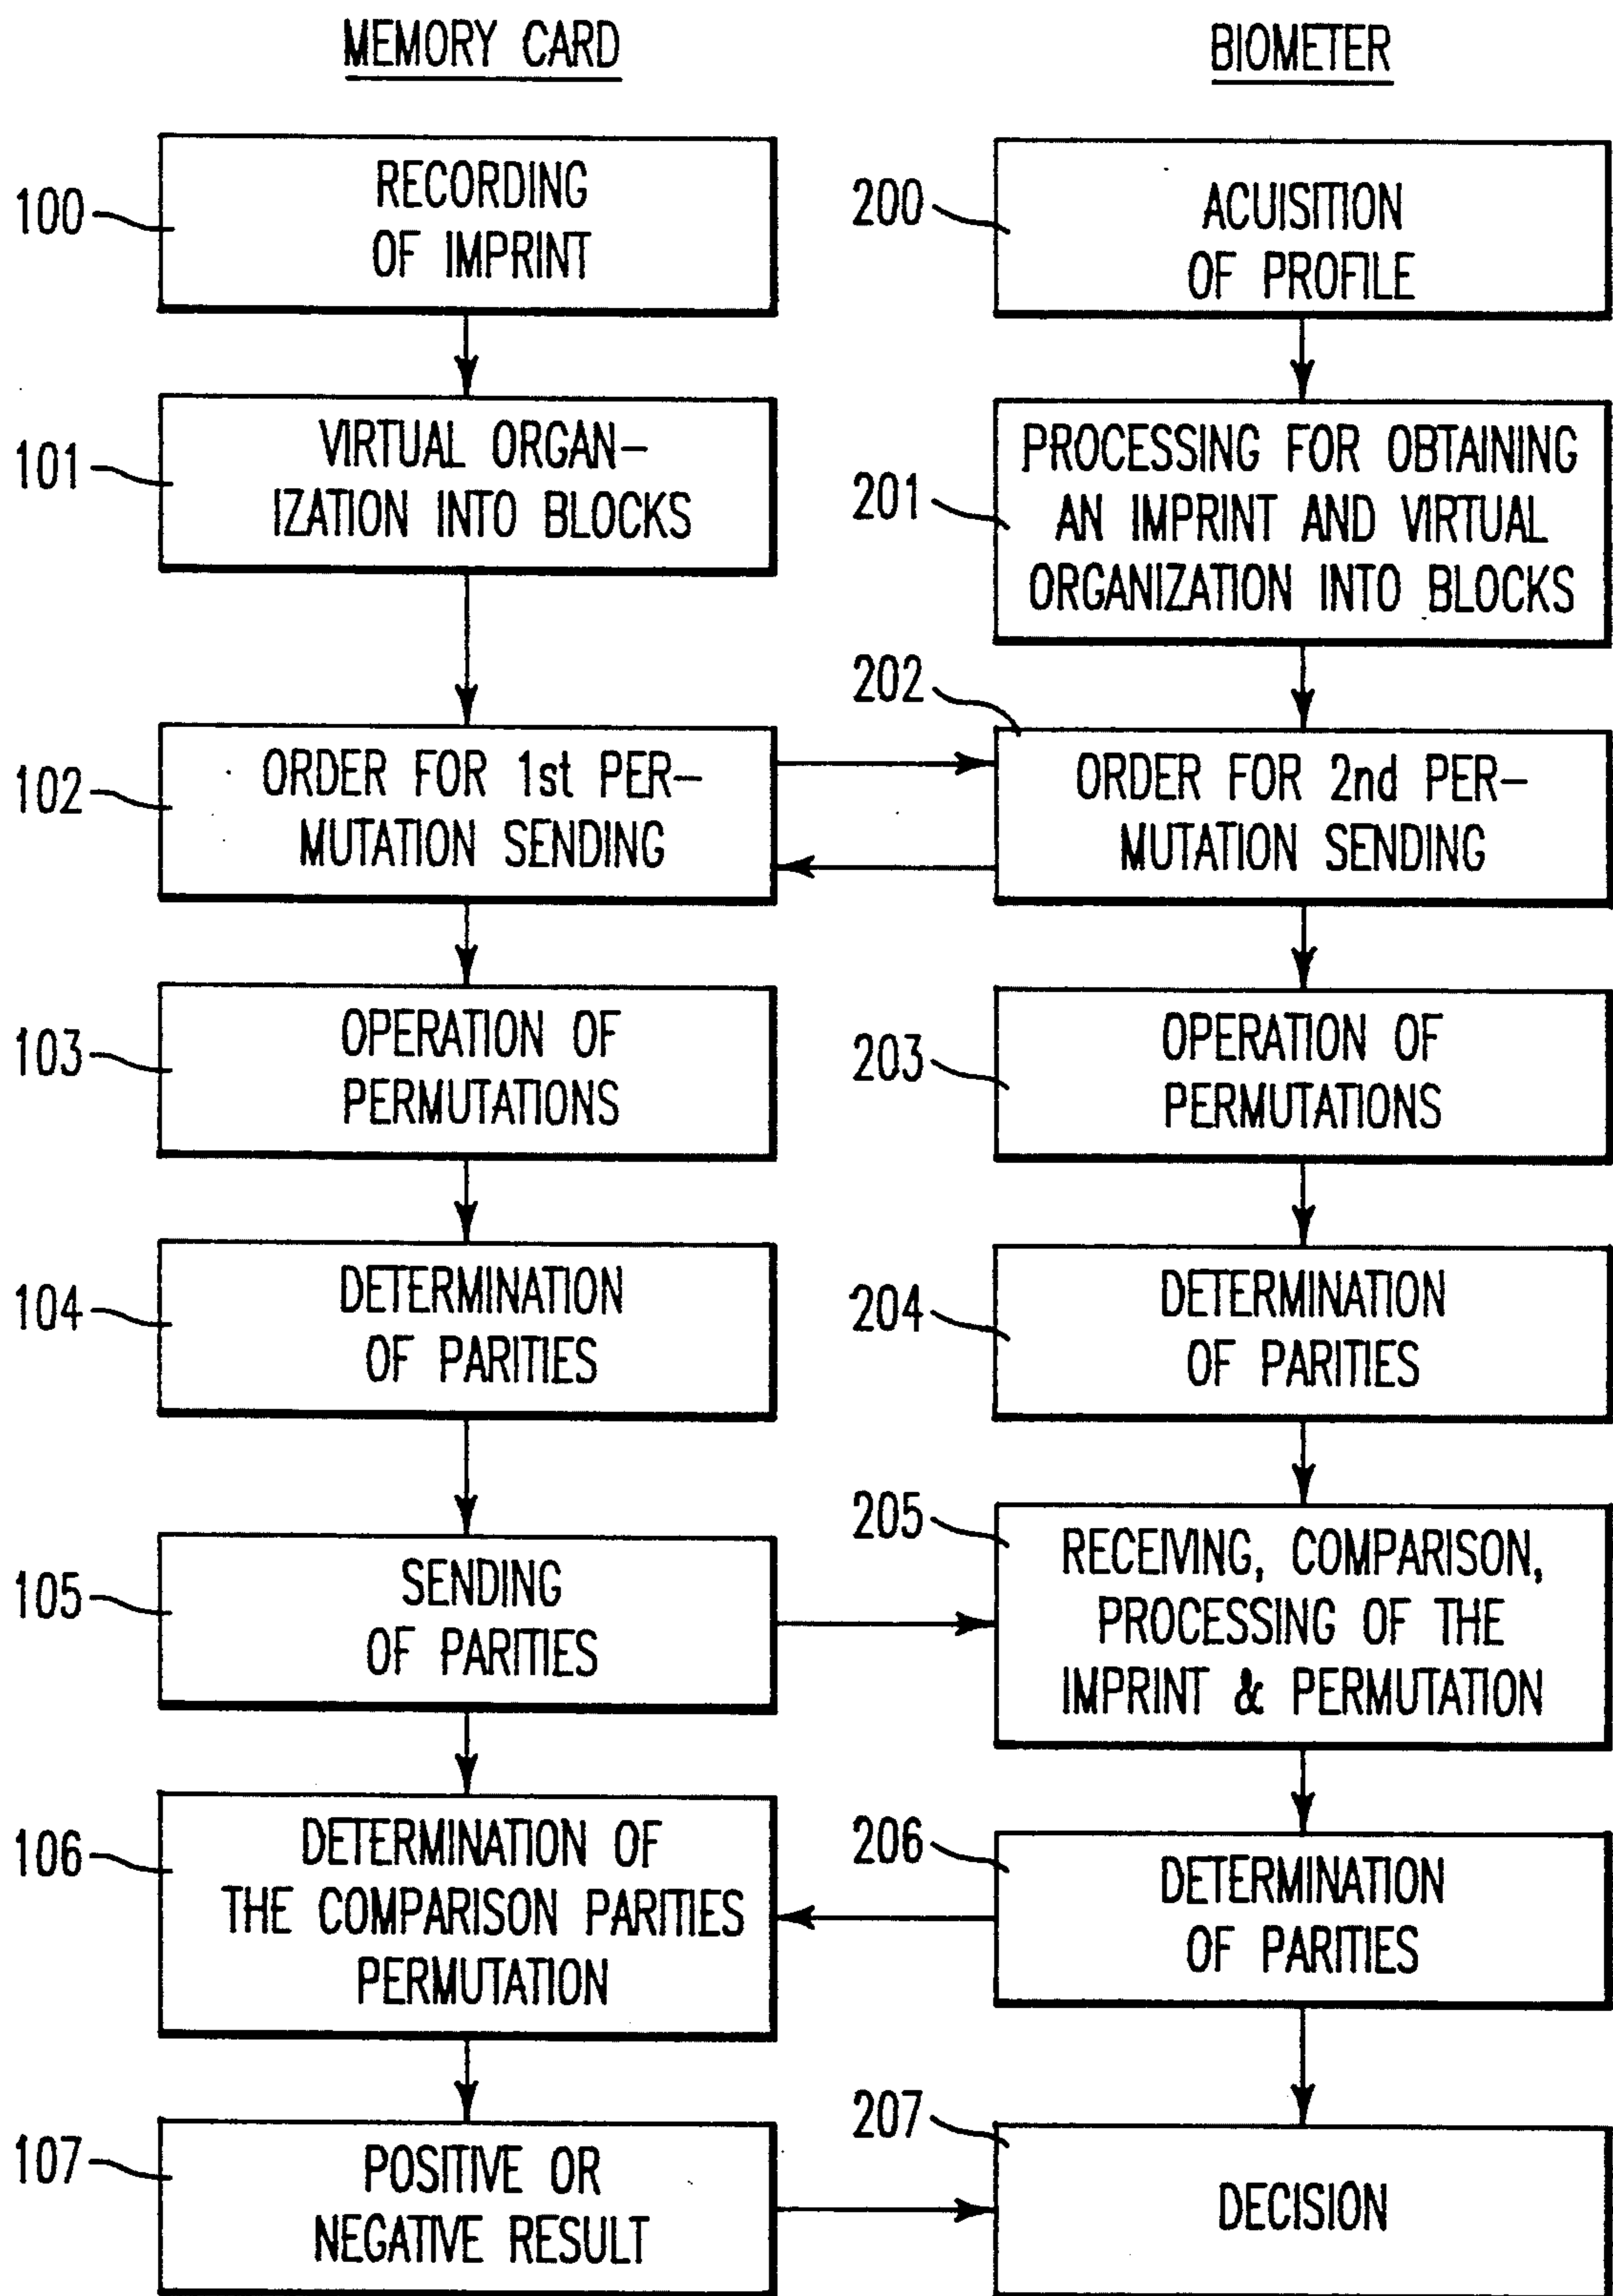 MEMORY CARD
BIOMETER
100
RECORDING
OF IMPRINT
200
ACUISITION
OF PROFILE
101
VIRTUAL ORGAN-
IZATION INTO BLOCKS
201
PROCESSING FOR OBTAINING
AN IMPRINT AND VIRTUAL
ORGANIZATION INTO BLOCKS
102
ORDER FOR 1st PER-
MUTATION SENDING
202
ORDER FOR 2nd PER-
MUTATION SENDING
103
OPERATION OF
PERMUTATIONS
203
OPERATION OF
PERMUTATIONS
104
DETERMINATION
OF PARITIES
204
DETERMINATION
OF PARITIES
105
SENDING
OF PARITIES
205
RECEIVING, COMPARISON,
PROCESSING OF THE
IMPRINT & PERMUTATION
106
DETERMINATION OF
THE COMPARISON PARITIES
PERMUTATION
206
DETERMINATION
OF PARITIES
107
POSITIVE OR
NEGATIVE RESULT
207
DECISION